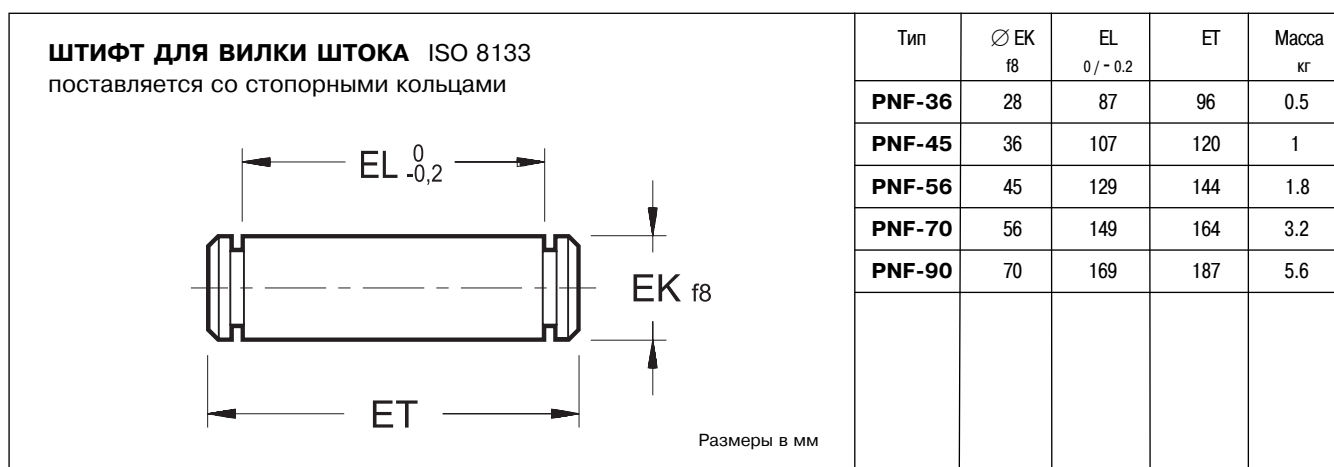 ШТИФТ ДЛЯ ВИЛКИ ШТОКА ISO 8133
поставляется со стопорными кольцами
EL 0 -0,2
EK f8
ET
Размеры в мм
Тип ∅ EK EL ET Масса
f8 0 / - 0.2 кг
PNF-36 28 87 96 0.5
PNF-45 36 107 120 1
PNF-56 45 129 144 1.8
PNF-70 56 149 164 3.2
PNF-90 70 169 187 5.6